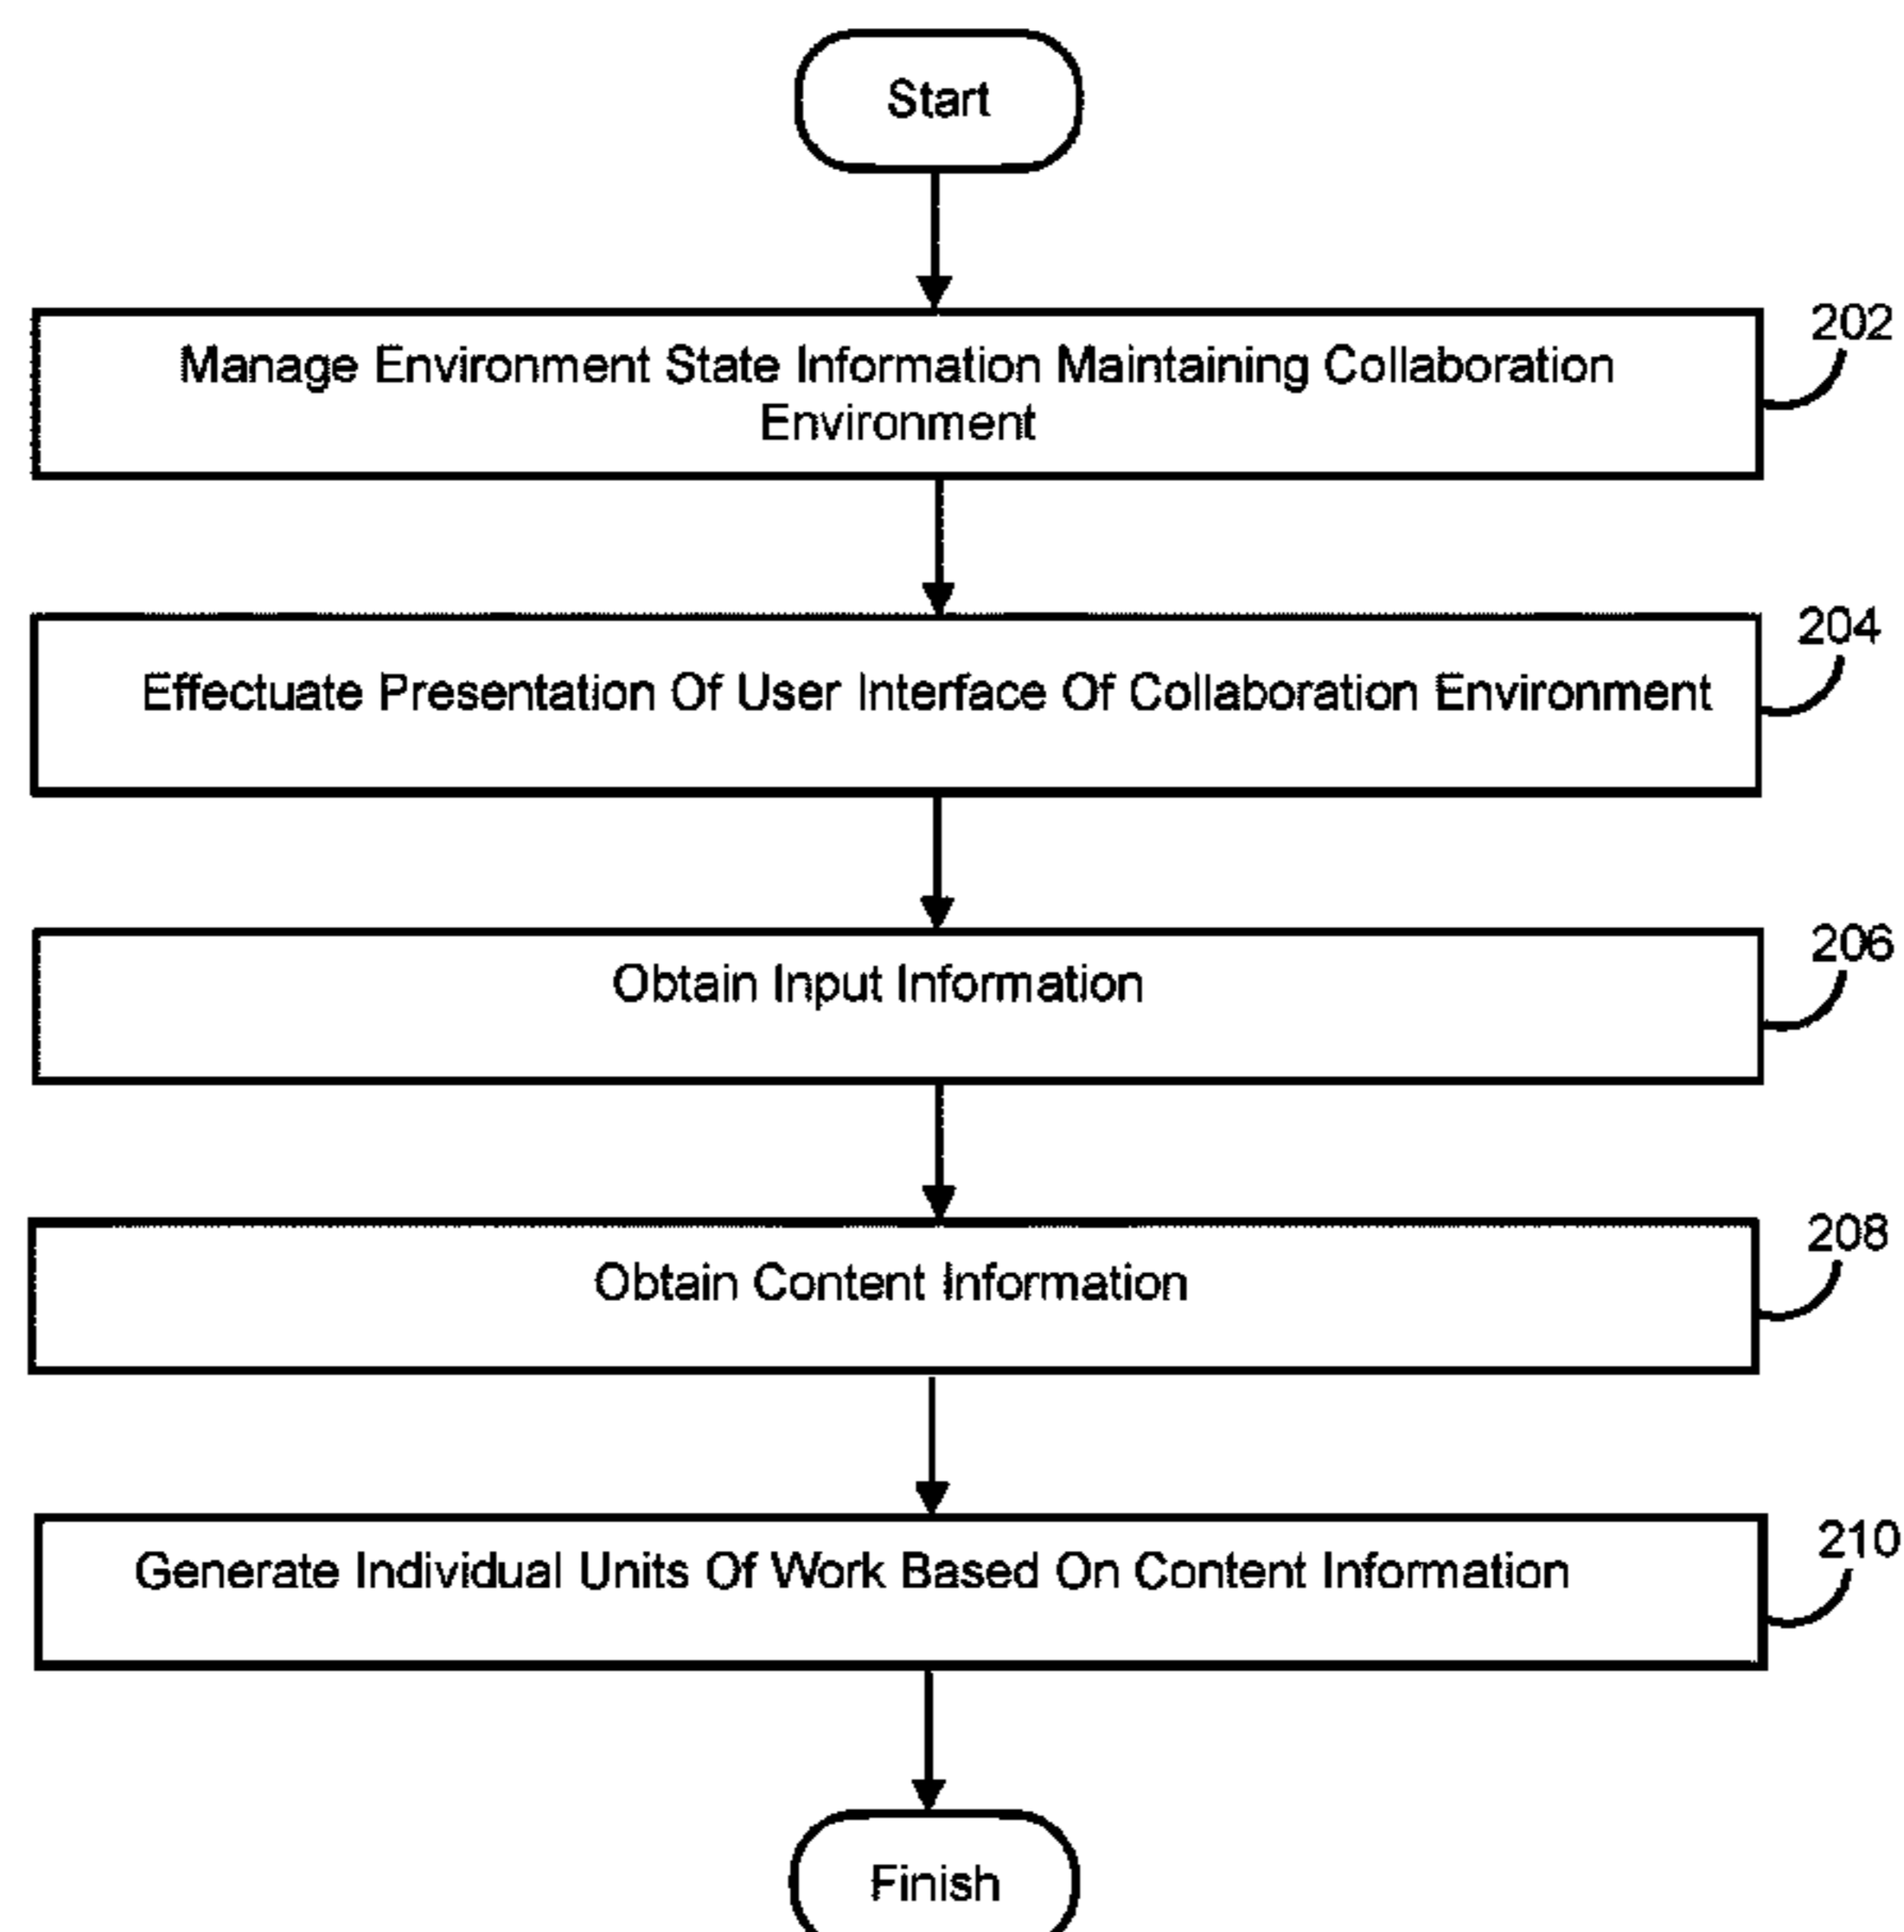 Start
202
Manage Environment State Information Maintaining Collaboration
Environment
204
Effectuate Presentation Of User Interface Of Collaboration Environment
206
Obtain Input Information
208
Obtain Content Information
210
Generate Individual Units Of Work Based On Content Information
Finish